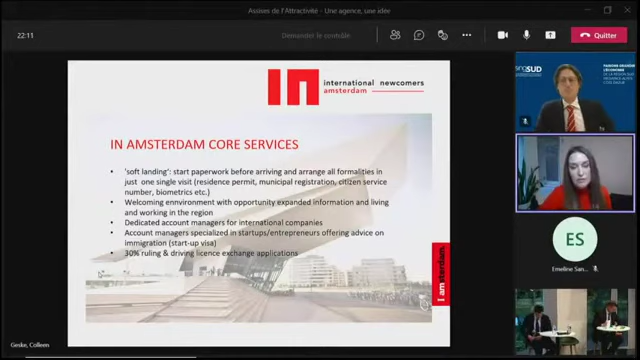 Assises de l'Attractivité - Une agence, une idée
22:11
Demander le contrôle
Quitter
IN
international newcomers
amsterdam
IN AMSTERDAM CORE SERVICES
• 'soft landing': start paperwork before arriving and arrange all formalities in
just one single visit (residence permit, municipal registration, citizen service
number, biometrics etc.)
• Welcoming ennvironment with opportunity expanded information and living
and working in the region
• Dedicated account managers for international companies
• Account managers specialized in startups/entrepreneurs offering advice on
immigration (start-up visa)
• 30% ruling & driving licence exchange applications
I amsterdam.
Geske, Colleen
risingSUD
ES
Emeline San...